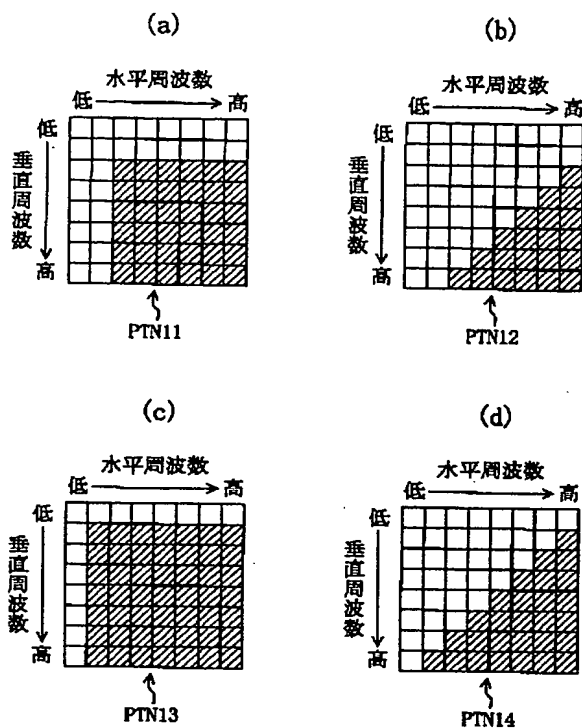 (a)
水平周波数
低 高
低
垂直周波数
高
PTN11
(b)
水平周波数
低 高
低
垂直周波数
高
PTN12
(c)
水平周波数
低 高
低
垂直周波数
高
PTN13
(d)
水平周波数
低 高
低
垂直周波数
高
PTN14